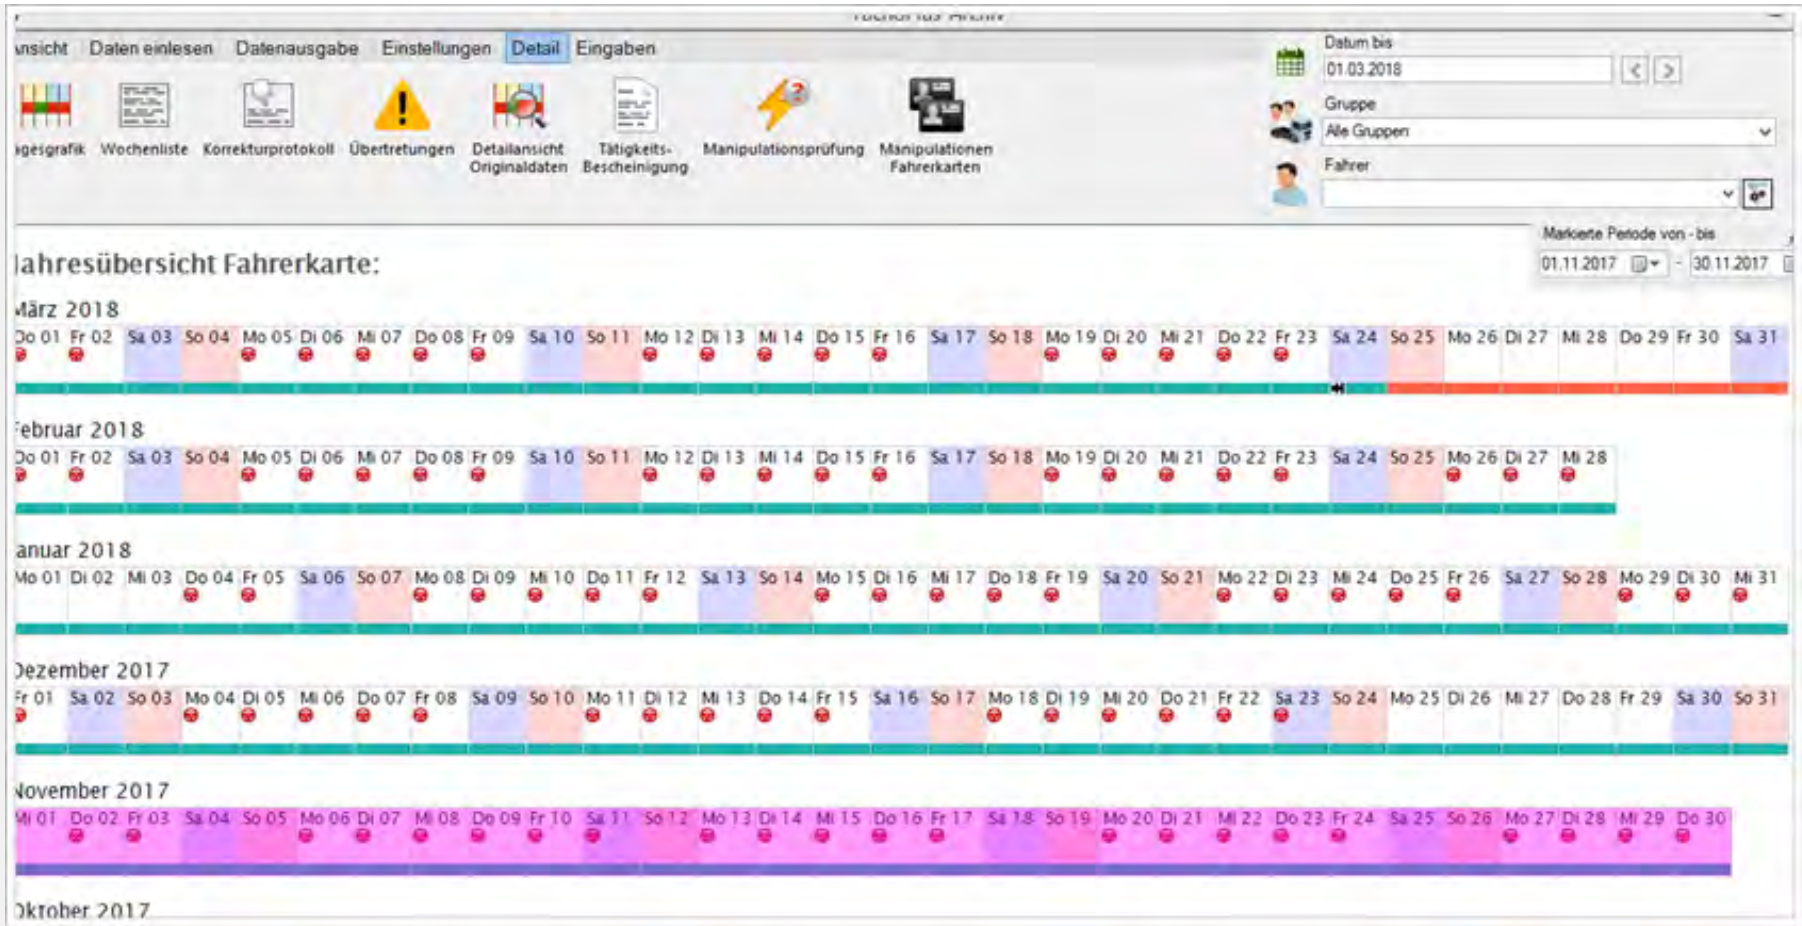 Ansicht Daten einlesen Datenausgabe Einstellungen Detail Eingaben
Datum bis
01.03.2018
Gruppe
Alle Gruppen
Fahrer
agesgrafik Wochenliste Korrekturprotokoll Übertretungen Detailansicht Originaldaten Tätigkeits-Bescheinigung Manipulationsprüfung Manipulationen Fahrerkarten
Markierte Periode von - bis
01.11.2017 - 30.11.2017
Jahresübersicht Fahrerkarte:
März 2018
Do 01 Fr 02 Sa 03 So 04 Mo 05 Di 06 Mi 07 Do 08 Fr 09 Sa 10 So 11 Mo 12 Di 13 Mi 14 Do 15 Fr 16 Sa 17 So 18 Mo 19 Di 20 Mi 21 Do 22 Fr 23 Sa 24 So 25 Mo 26 Di 27 Mi 28 Do 29 Fr 30 Sa 31
Februar 2018
Do 01 Fr 02 Sa 03 So 04 Mo 05 Di 06 Mi 07 Do 08 Fr 09 Sa 10 So 11 Mo 12 Di 13 Mi 14 Do 15 Fr 16 Sa 17 So 18 Mo 19 Di 20 Mi 21 Do 22 Fr 23 Sa 24 So 25 Mo 26 Di 27 Mi 28
Januar 2018
Mo 01 Di 02 Mi 03 Do 04 Fr 05 Sa 06 So 07 Mo 08 Di 09 Mi 10 Do 11 Fr 12 Sa 13 So 14 Mo 15 Di 16 Mi 17 Do 18 Fr 19 Sa 20 So 21 Mo 22 Di 23 Mi 24 Do 25 Fr 26 Sa 27 So 28 Mo 29 Di 30 Mi 31
Dezember 2017
Fr 01 Sa 02 So 03 Mo 04 Di 05 Mi 06 Do 07 Fr 08 Sa 09 So 10 Mo 11 Di 12 Mi 13 Do 14 Fr 15 Sa 16 So 17 Mo 18 Di 19 Mi 20 Do 21 Fr 22 Sa 23 So 24 Mo 25 Di 26 Mi 27 Do 28 Fr 29 Sa 30 So 31
November 2017
Mi 01 Do 02 Fr 03 Sa 04 So 05 Mo 06 Di 07 Mi 08 Do 09 Fr 10 Sa 11 So 12 Mo 13 Di 14 Mi 15 Do 16 Fr 17 Sa 18 So 19 Mo 20 Di 21 Mi 22 Do 23 Fr 24 Sa 25 So 26 Mo 27 Di 28 Mi 29 Do 30
Oktober 2017